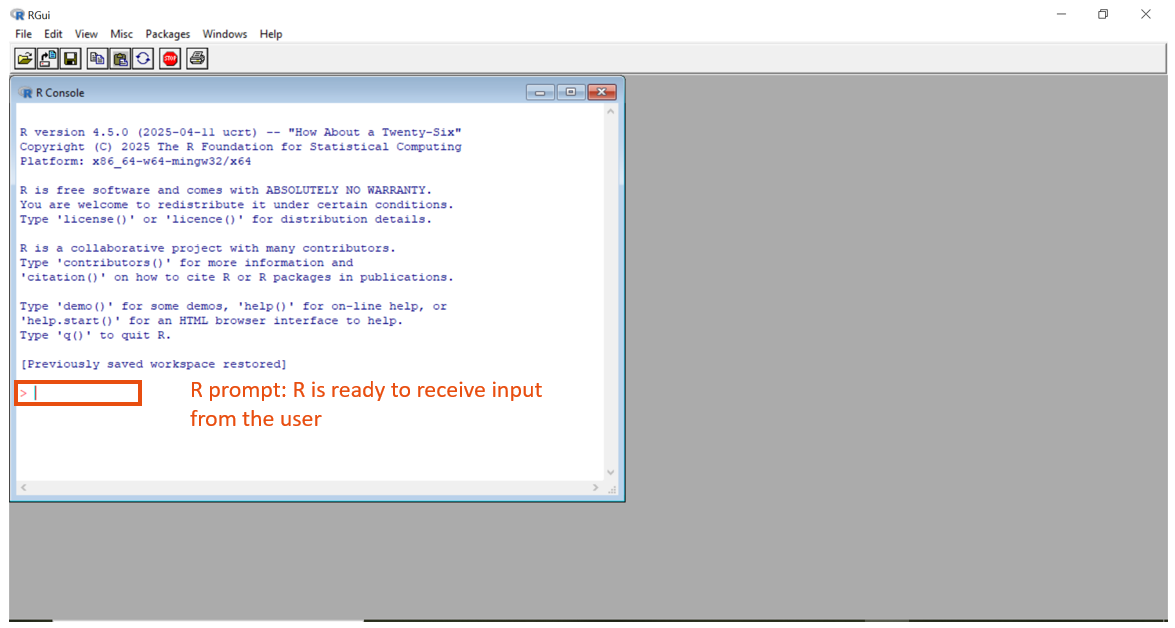 RGui
File Edit View Misc Packages Windows Help
STOP
R Console
R version 4.5.0 (2025-04-11 ucrt) -- "How About a Twenty-Six"
Copyright (C) 2025 The R Foundation for Statistical Computing
Platform: x86_64-w64-mingw32/x64
R is free software and comes with ABSOLUTELY NO WARRANTY.
You are welcome to redistribute it under certain conditions.
Type 'license()' or 'licence()' for distribution details.
R is a collaborative project with many contributors.
Type 'contributors()' for more information and
'citation()' on how to cite R or R packages in publications.
Type 'demo()' for some demos, 'help()' for on-line help, or
'help.start()' for an HTML browser interface to help.
Type 'q()' to quit R.
[Previously saved workspace restored]
>
R prompt: R is ready to receive input
from the user